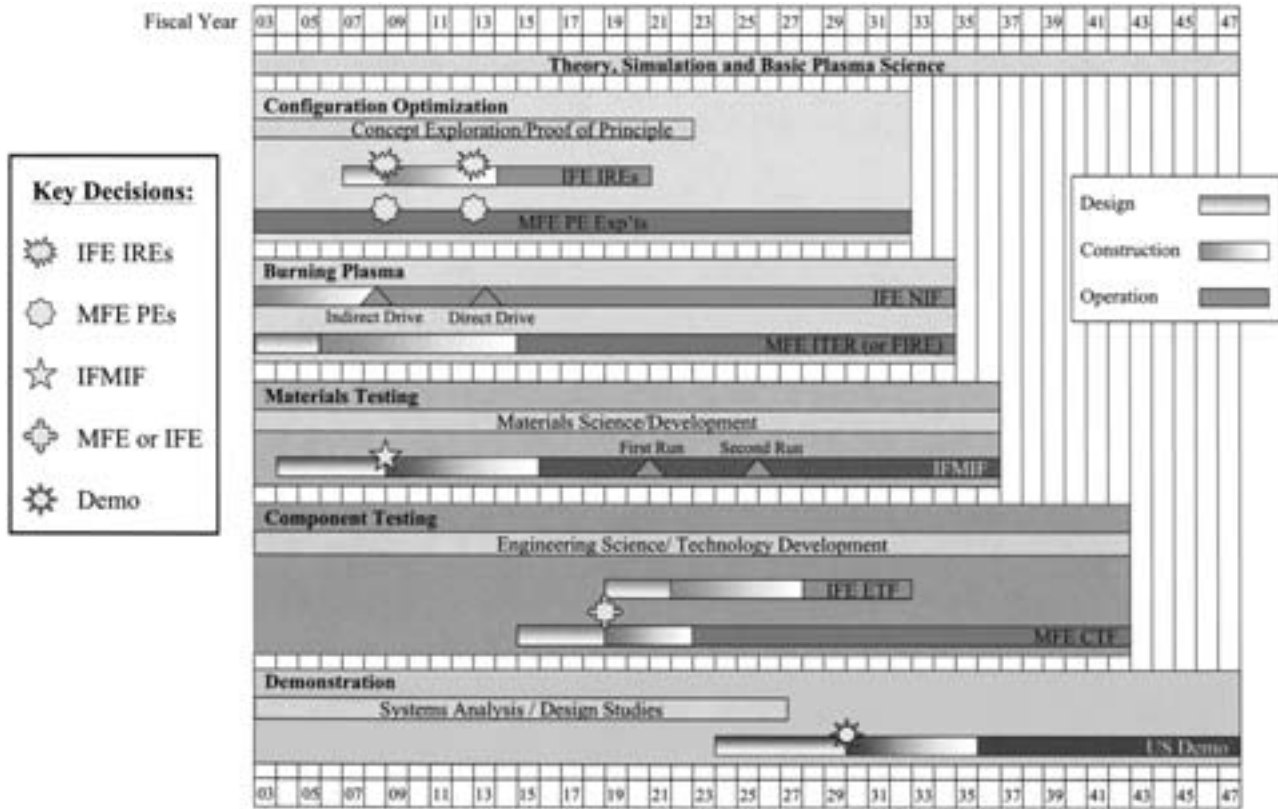 Fiscal Year 03 05 07 09 11 13 15 17 19 21 23 25 27 29 31 33 35 37 39 41 43 45 47
Theory, Simulation and Basic Plasma Science
Configuration Optimization
Concept Exploration/Proof of Principle
IFE IREs
MFE PE Exp'ts
Burning Plasma
IFE NIF
Indirect Drive Direct Drive
MFE ITER (or FIRE)
Materials Testing
Materials Science/Development
First Run Second Run
IFMIF
Component Testing
Engineering Science/ Technology Development
IFE ETF
MFE CTF
Demonstration
Systems Analysis / Design Studies
US Demo
03 05 07 09 11 13 15 17 19 21 23 25 27 29 31 33 35 37 39 41 43 45 47
Key Decisions:
IFE IREs
MFE PEs
IFMIF
MFE or IFE
Demo
Design
Construction
Operation